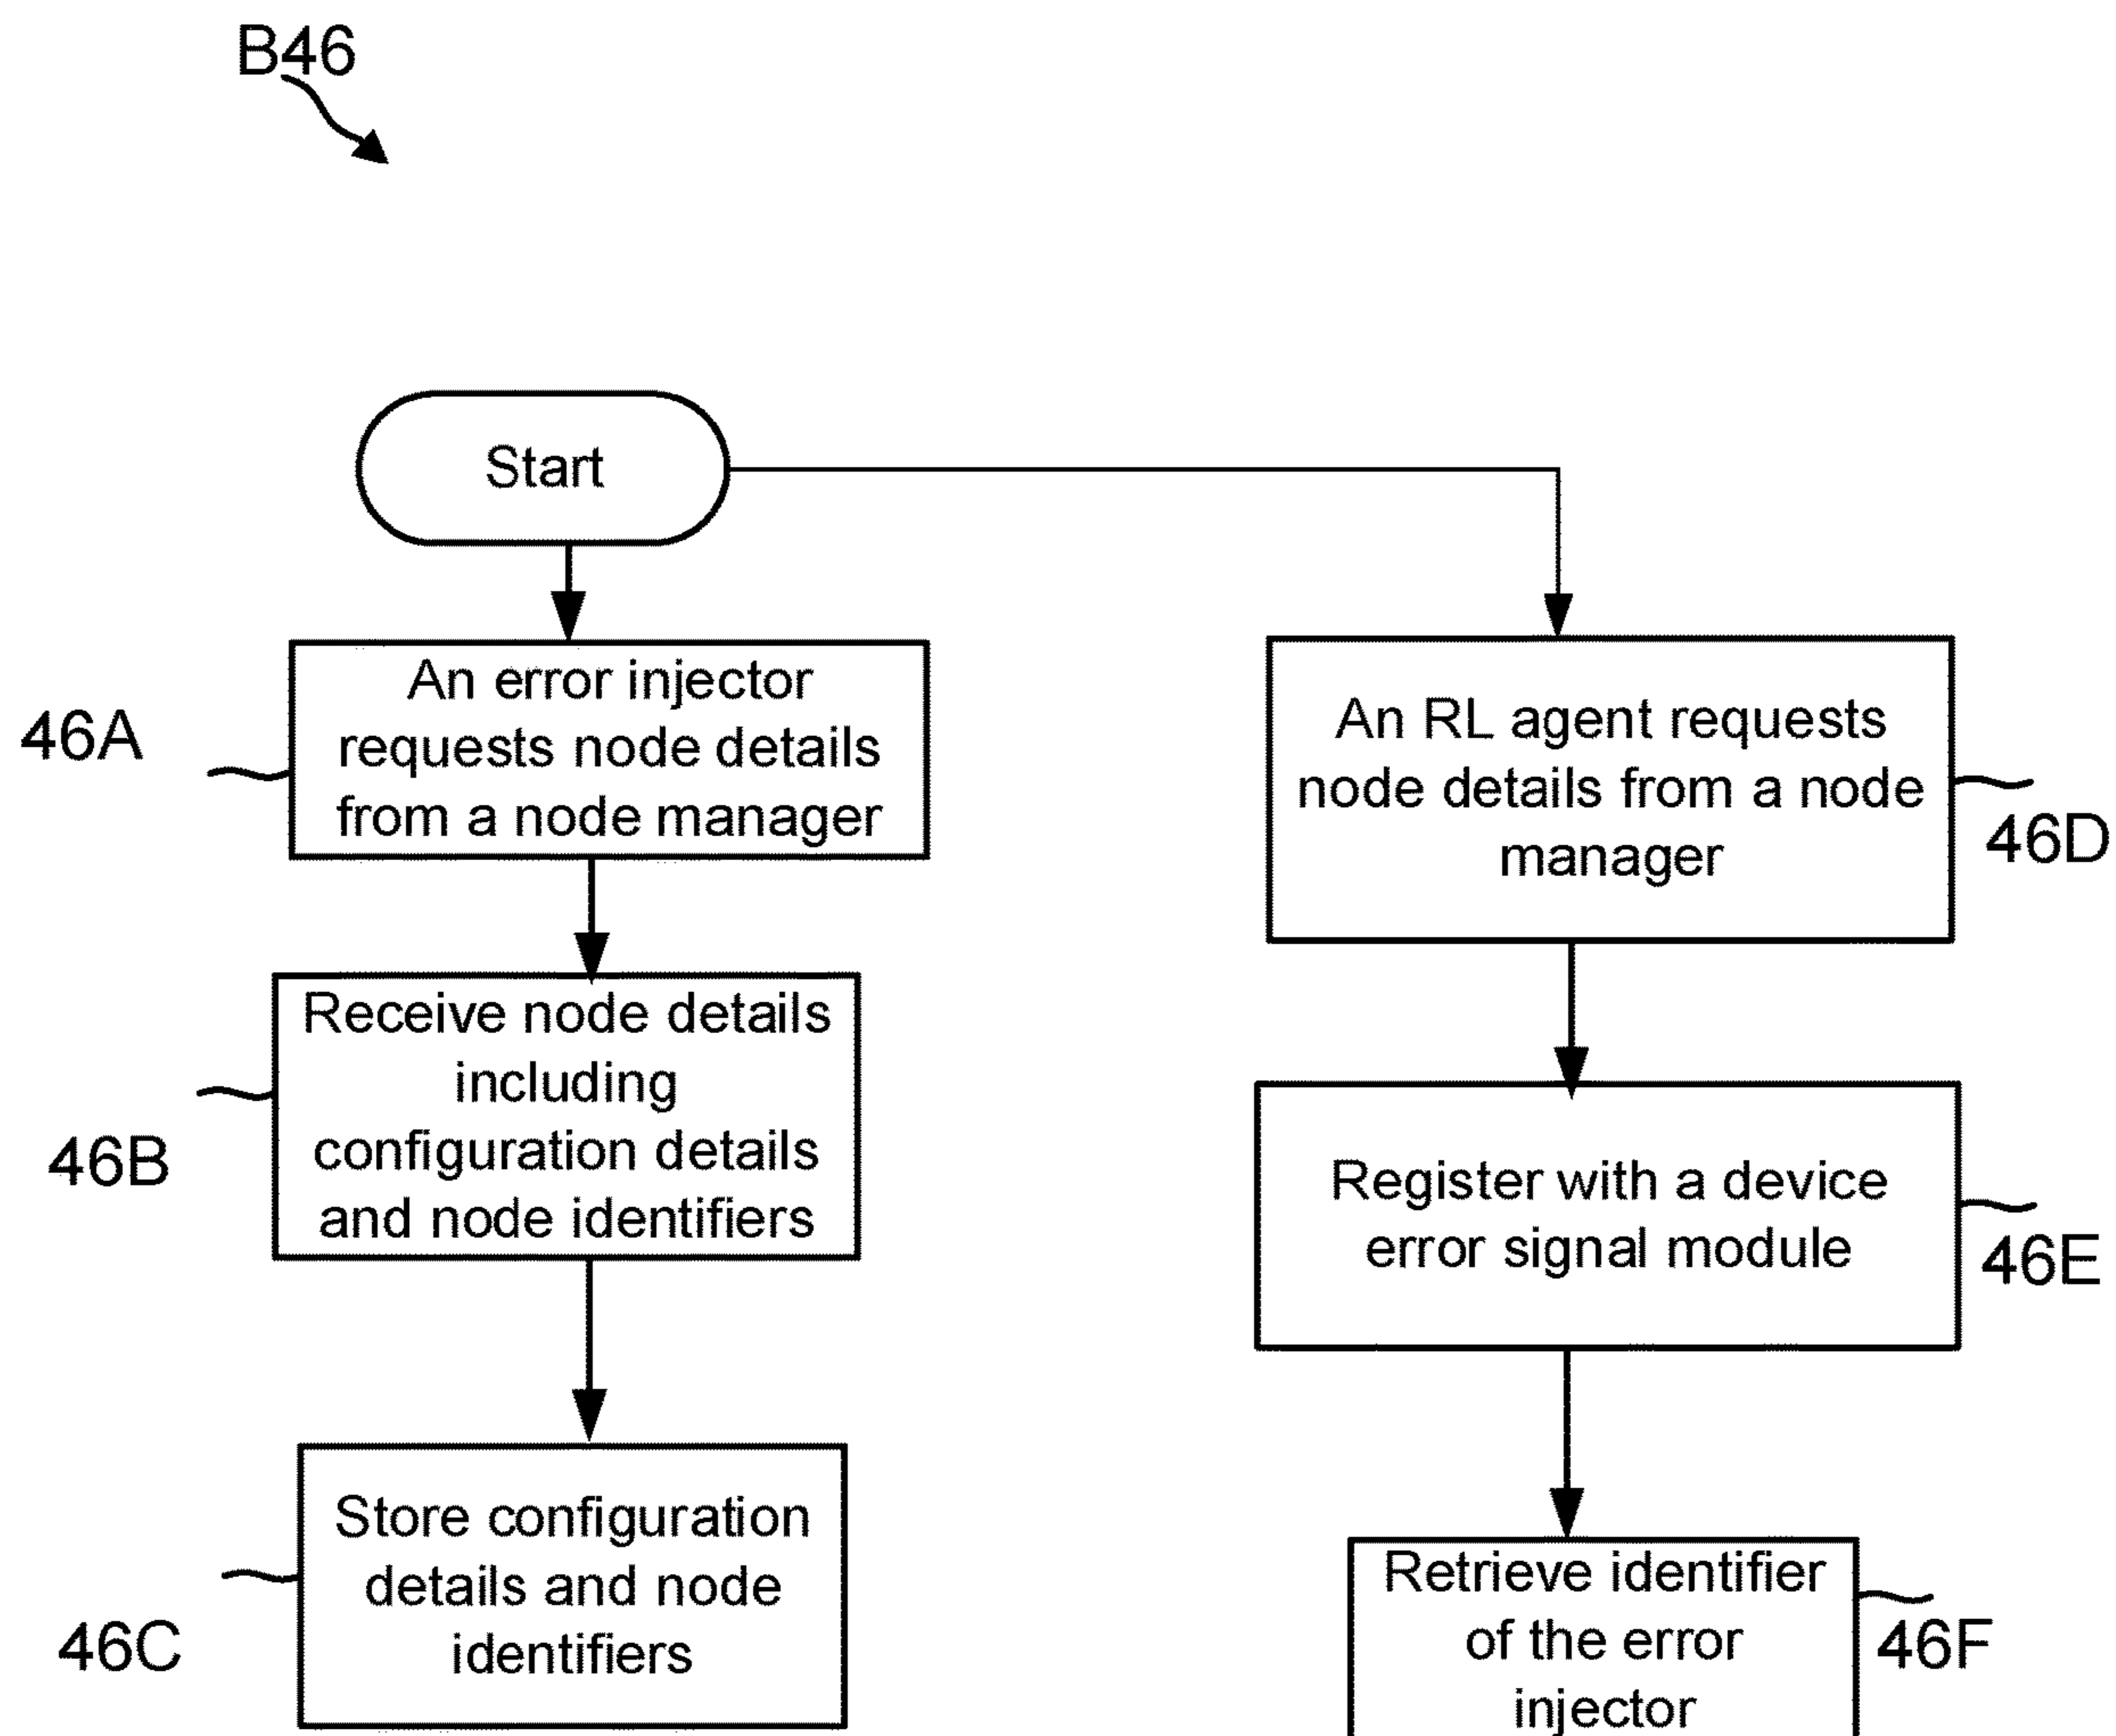 B46
Start
An error injector
requests node details
from a node manager
46A
Receive node details
including
configuration details
and node identifiers
46B
Store configuration
details and node
identifiers
46C
An RL agent requests
node details from a node
manager
46D
Register with a device
error signal module
46E
Retrieve identifier
of the error
injector
46F